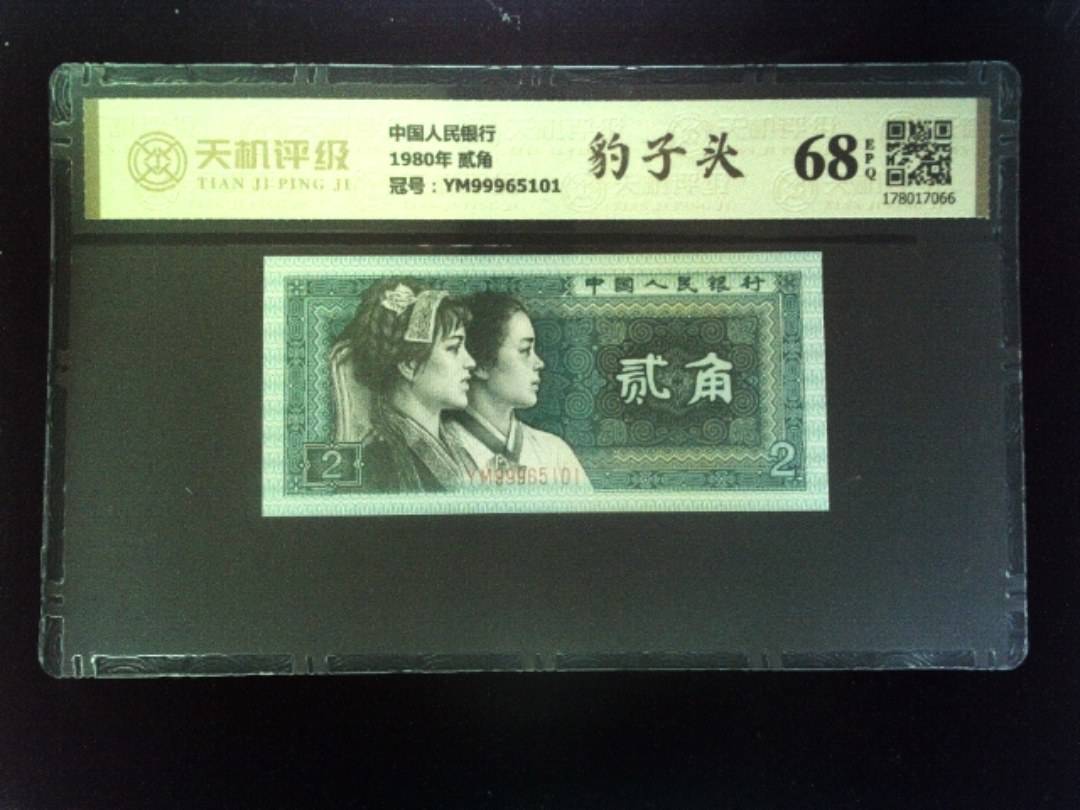 天机评级
TIAN JI PING JI
中国人民银行
1980年 贰角
冠号：YM99965101
豹子头
68
EPQ
178017066
中國人民銀行
贰角
2
2
YM99965101